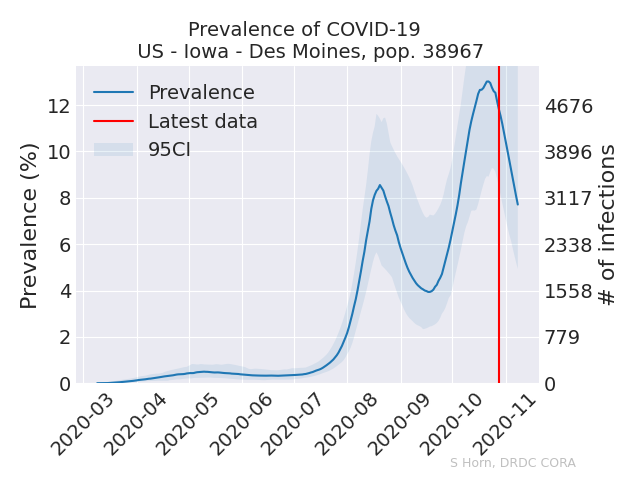 Prevalence of COVID-19
US - Iowa - Des Moines, pop. 38967
Prevalence
Latest data
95CI
Prevalence (%)
12
10
8
6
4
2
0
4676
3896
3117
2338
1558
779
0
# of infections
2020-03
2020-04
2020-05
2020-06
2020-07
2020-08
2020-09
2020-10
2020-11
S Horn, DRDC CORA